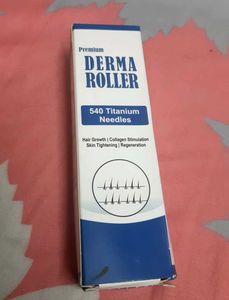 Premium
DERMA
ROLLER
540 Titanium
Needles
Hair Growth | Collagen Stimulation
Skin Tightening | Regeneration